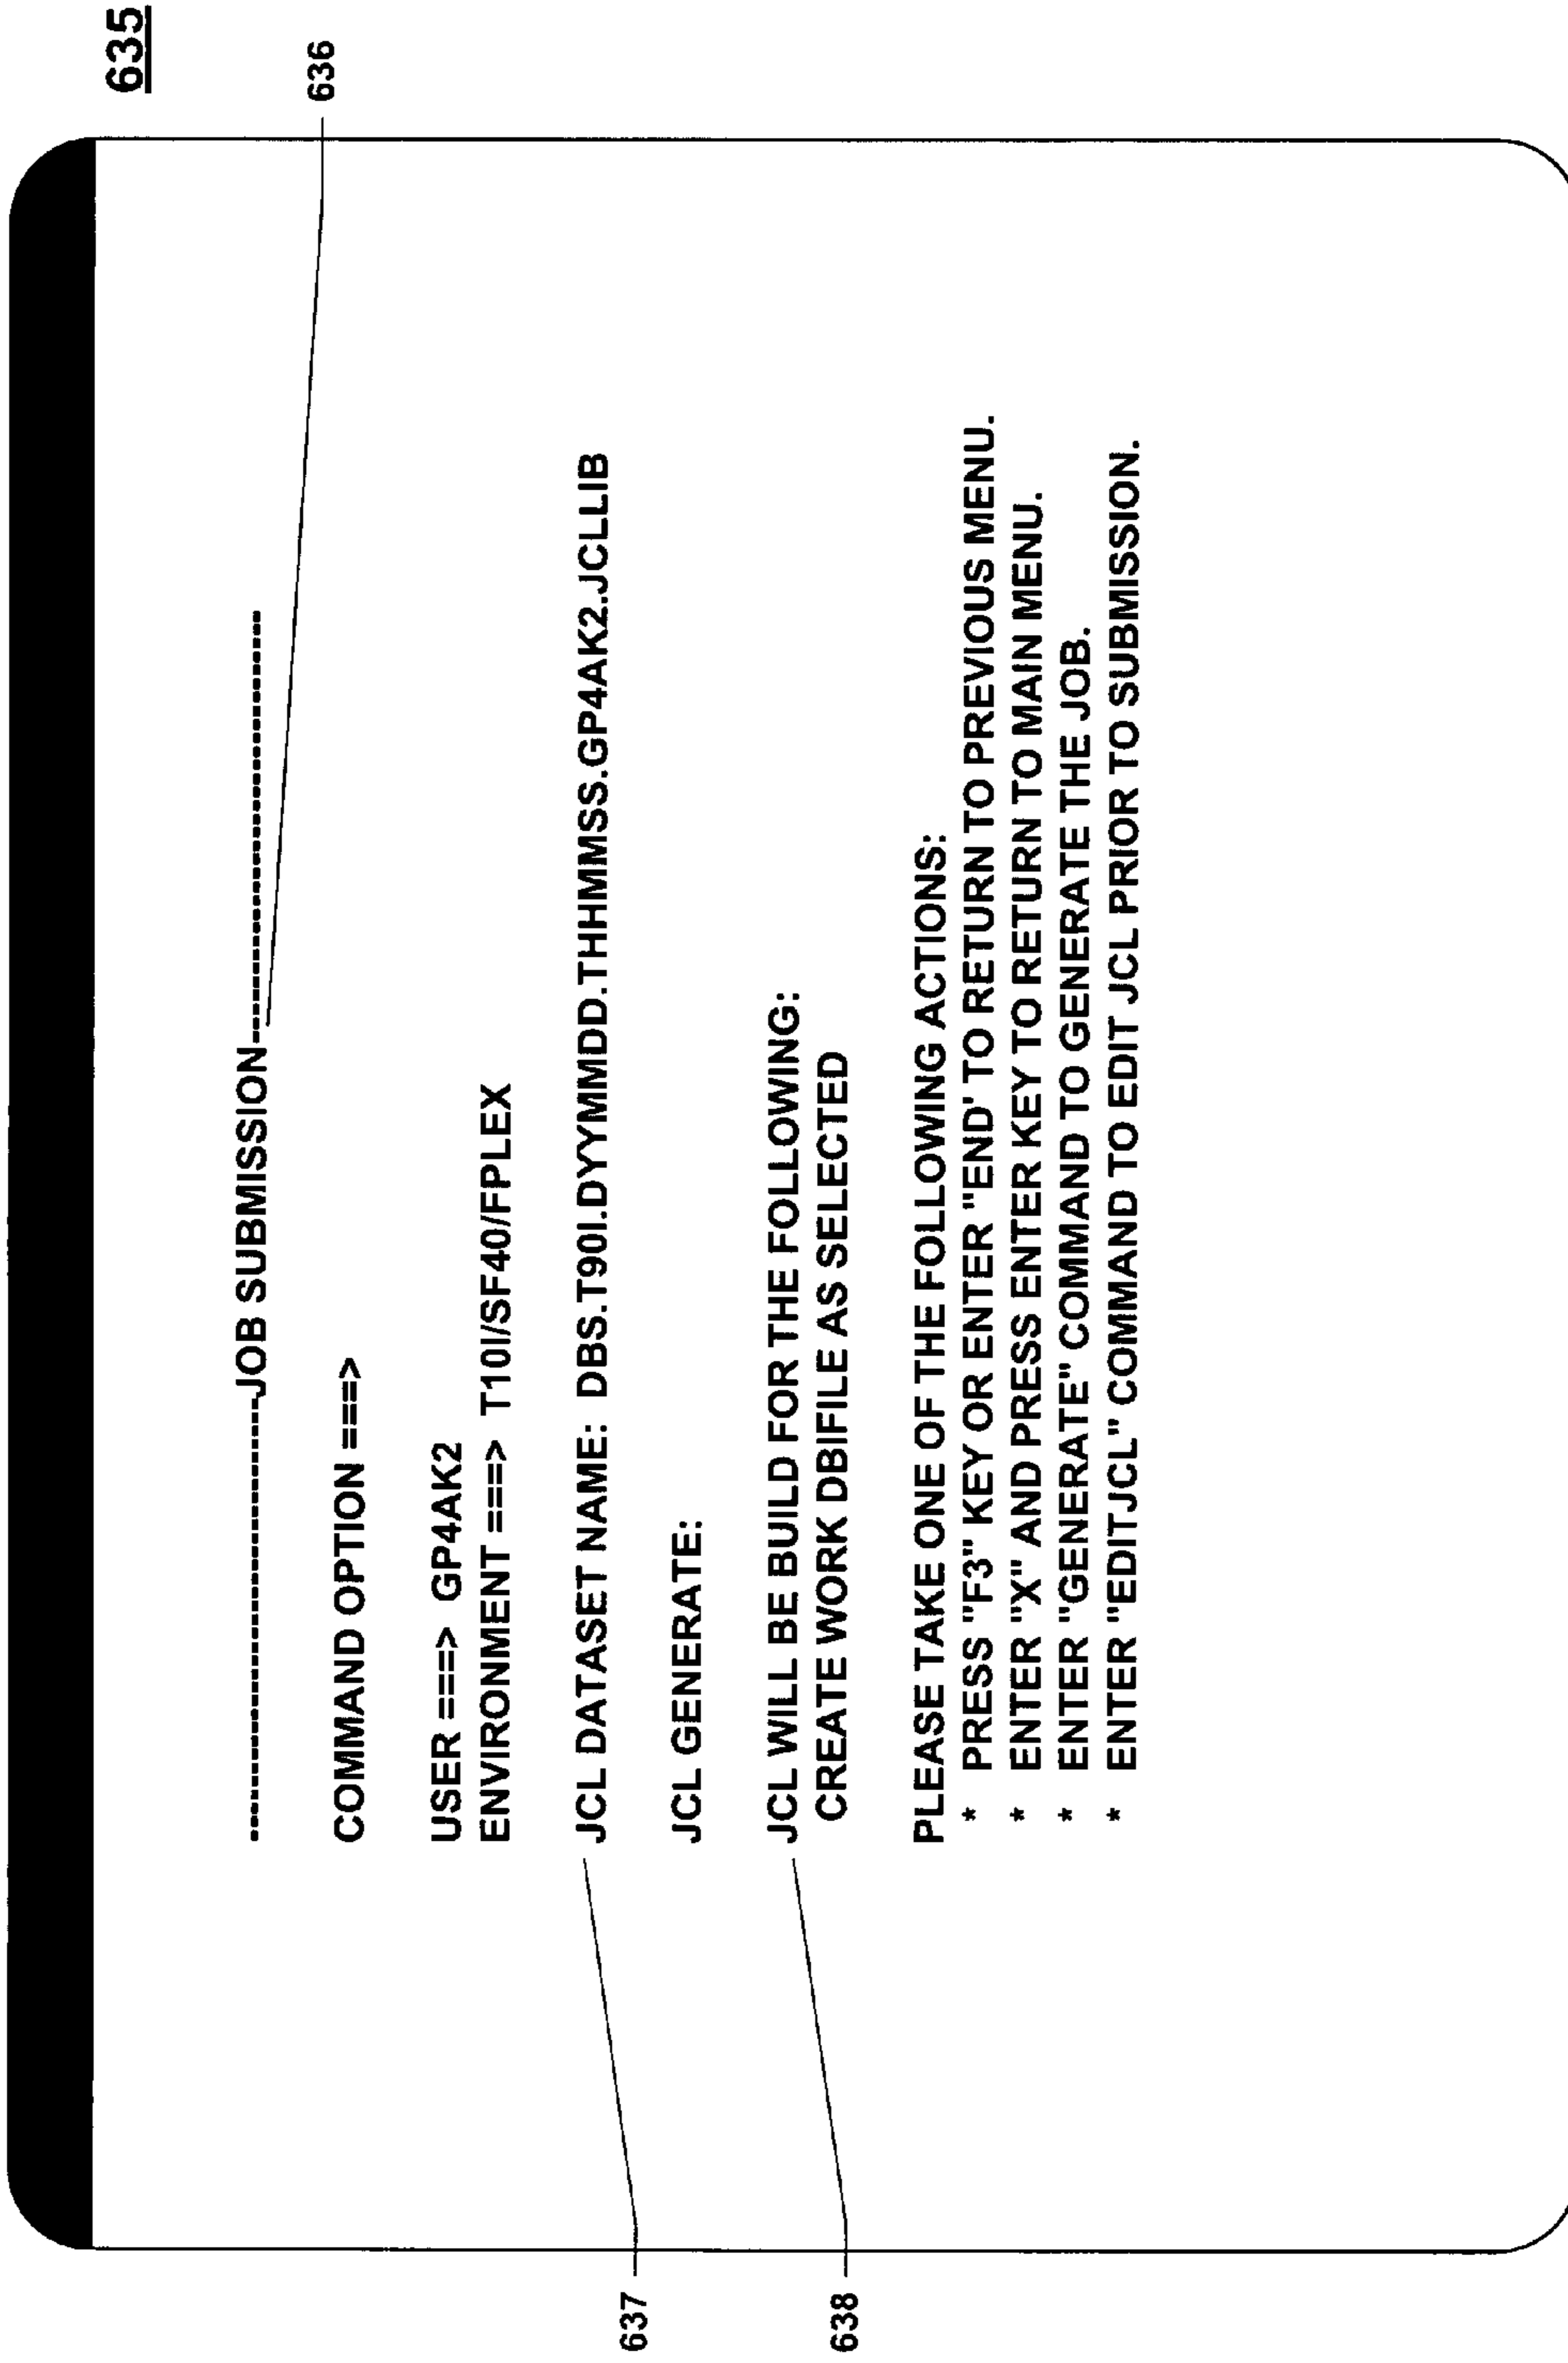 635
636
--------------------------------------JOB SUBMISSION--------------------------------------
COMMAND OPTION ===>
USER ===> GP4AK2
ENVIRONMENT ===> T10I/SF40/FPLEX
637
JCL DATASET NAME: DBS.T90I.DYYMMDD.THHMMSS.GP4AK2.JCLLIB
JCL GENERATE:
638
JCL WILL BE BUILD FOR THE FOLLOWING:
CREATE WORK DBIFILE AS SELECTED
PLEASE TAKE ONE OF THE FOLLOWING ACTIONS:
* PRESS "F3" KEY OR ENTER "END' TO RETURN TO PREVIOUS MENU.
* ENTER "X" AND PRESS ENTER KEY TO RETURN TO MAIN MENU.
* ENTER "GENERATE" COMMAND TO GENERATE THE JOB.
* ENTER "EDITJCL" COMMAND TO EDIT JCL PRIOR TO SUBMISSION.